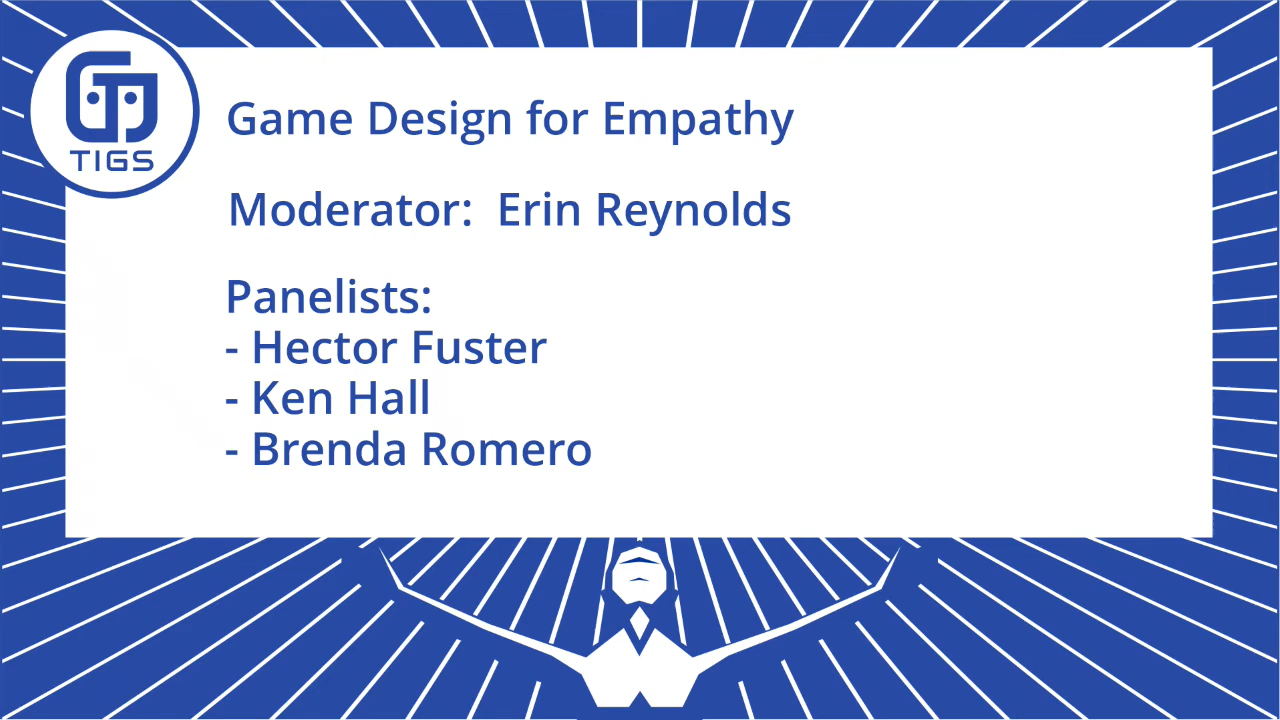 TIGS
Game Design for Empathy
Moderator: Erin Reynolds
Panelists:
- Hector Fuster
- Ken Hall
- Brenda Romero